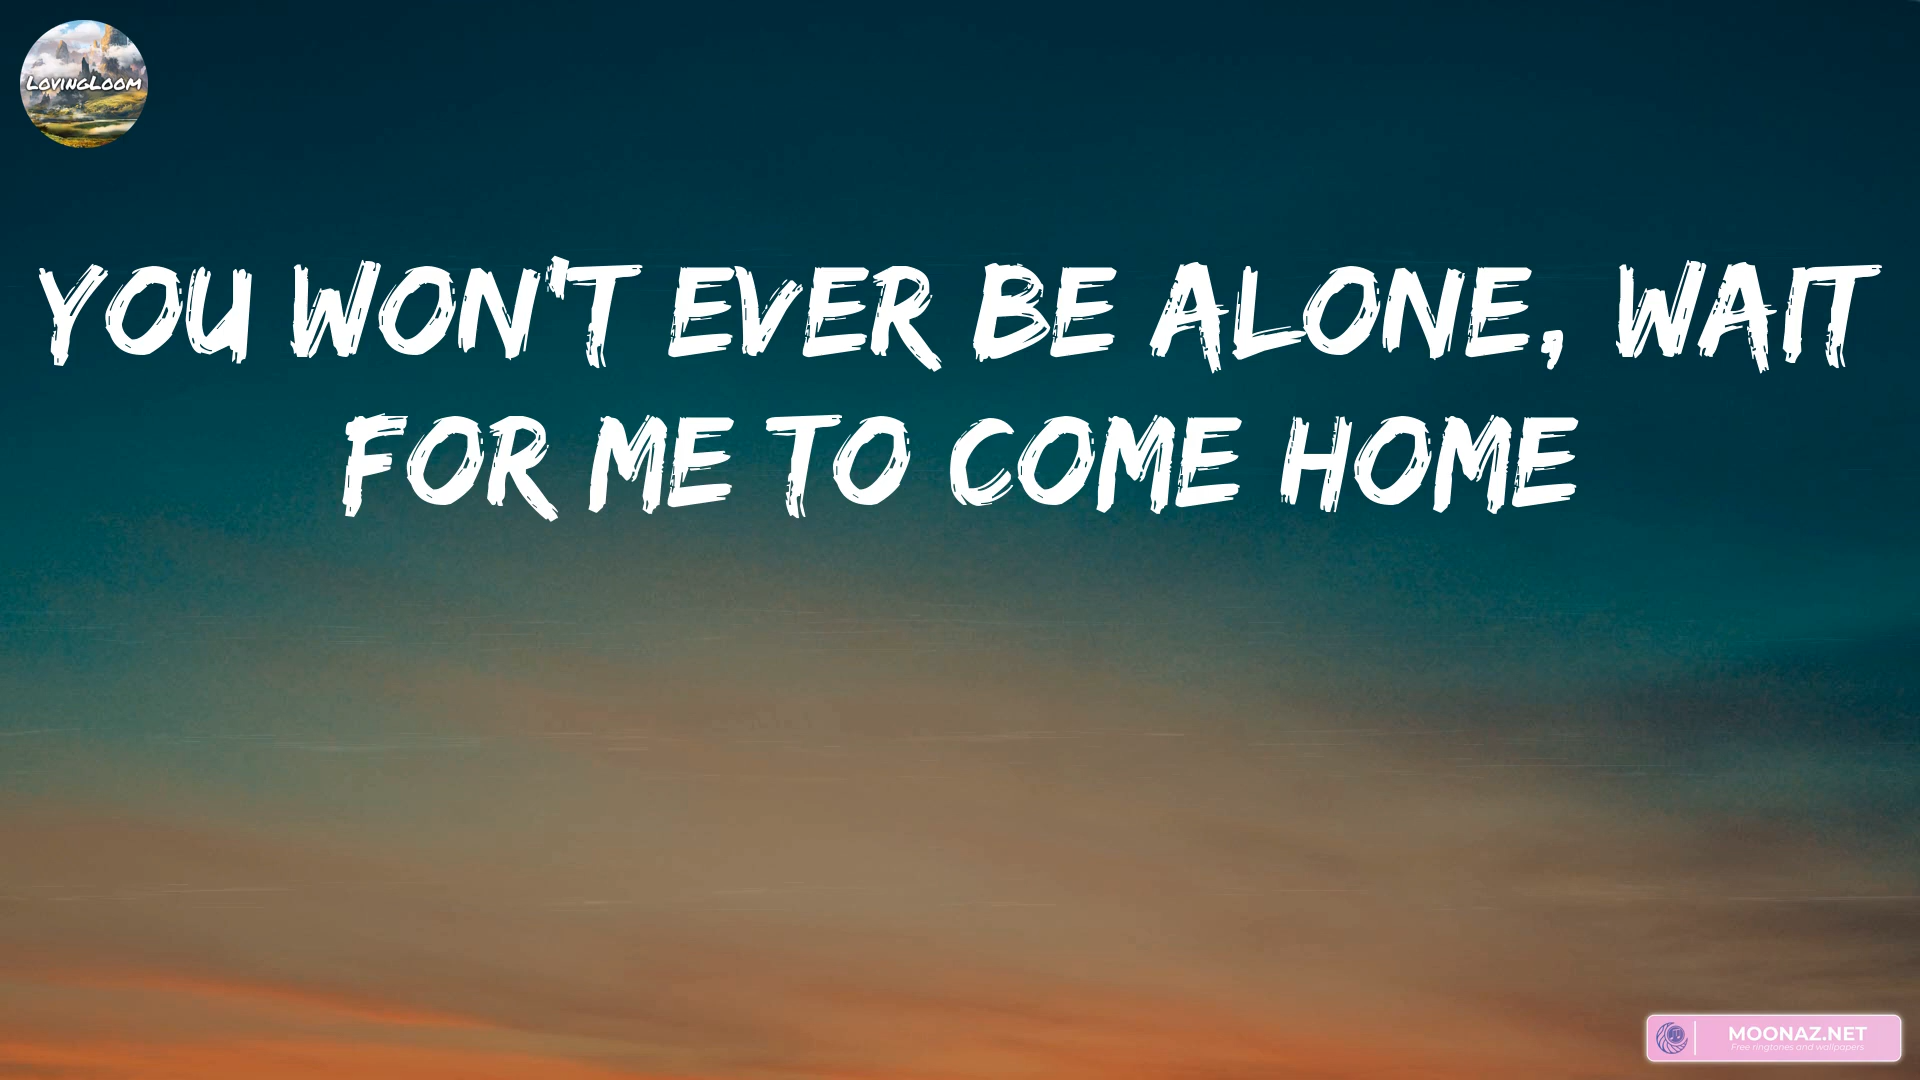 LovingLoom
YOU WON'T EVER BE ALONE, WAIT
FOR ME TO COME HOME
MOONAZ.NET
Free ringtones and wallpapers